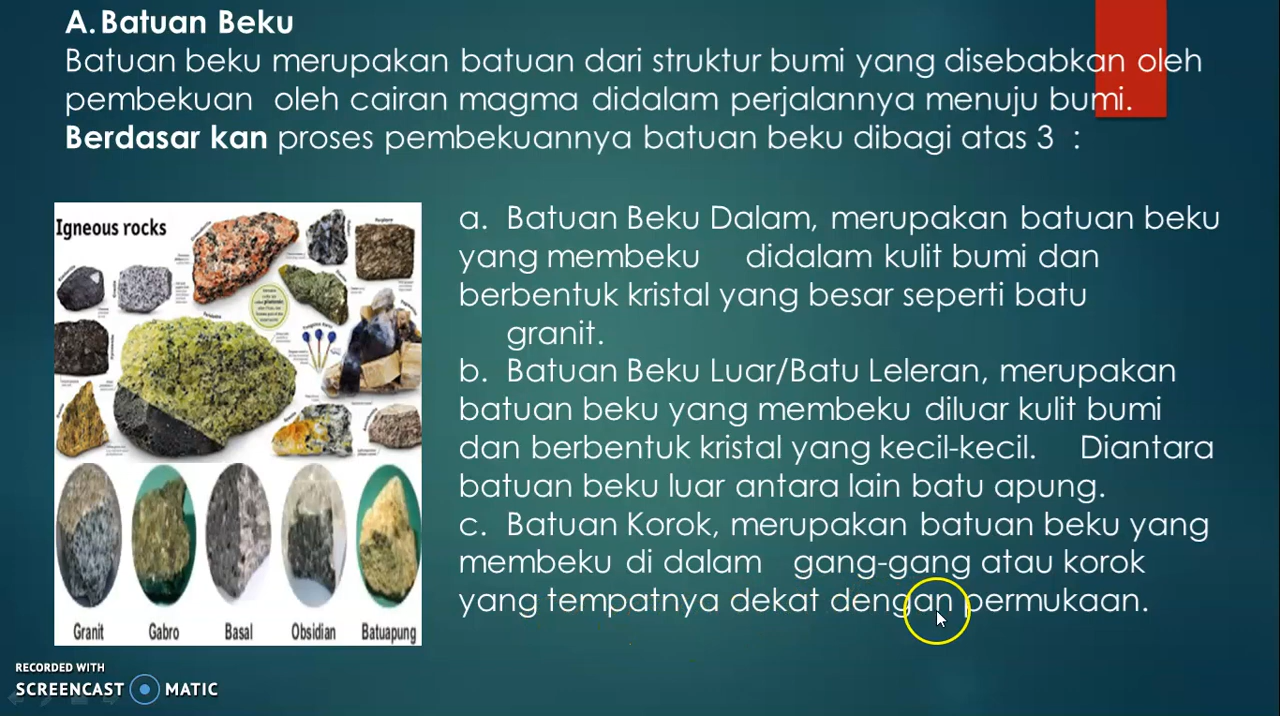 A. Batuan Beku
Batuan beku merupakan batuan dari struktur bumi yang disebabkan oleh
pembekuan oleh cairan magma didalam perjalannya menuju bumi.
Berdasar kan proses pembekuannya batuan beku dibagi atas 3 :
Igneous rocks
a. Batuan Beku Dalam, merupakan batuan beku
yang membeku didalam kulit bumi dan
berbentuk kristal yang besar seperti batu
granit.
b. Batuan Beku Luar/Batu Leleran, merupakan
batuan beku yang membeku diluar kulit bumi
dan berbentuk kristal yang kecil-kecil. Diantara
batuan beku luar antara lain batu apung.
c. Batuan Korok, merupakan batuan beku yang
membeku di dalam gang-gang atau korok
yang tempatnya dekat dengan permukaan.
Granit Gabro Basal Obsidian Batuapung
RECORDED WITH
SCREENCAST MATIC